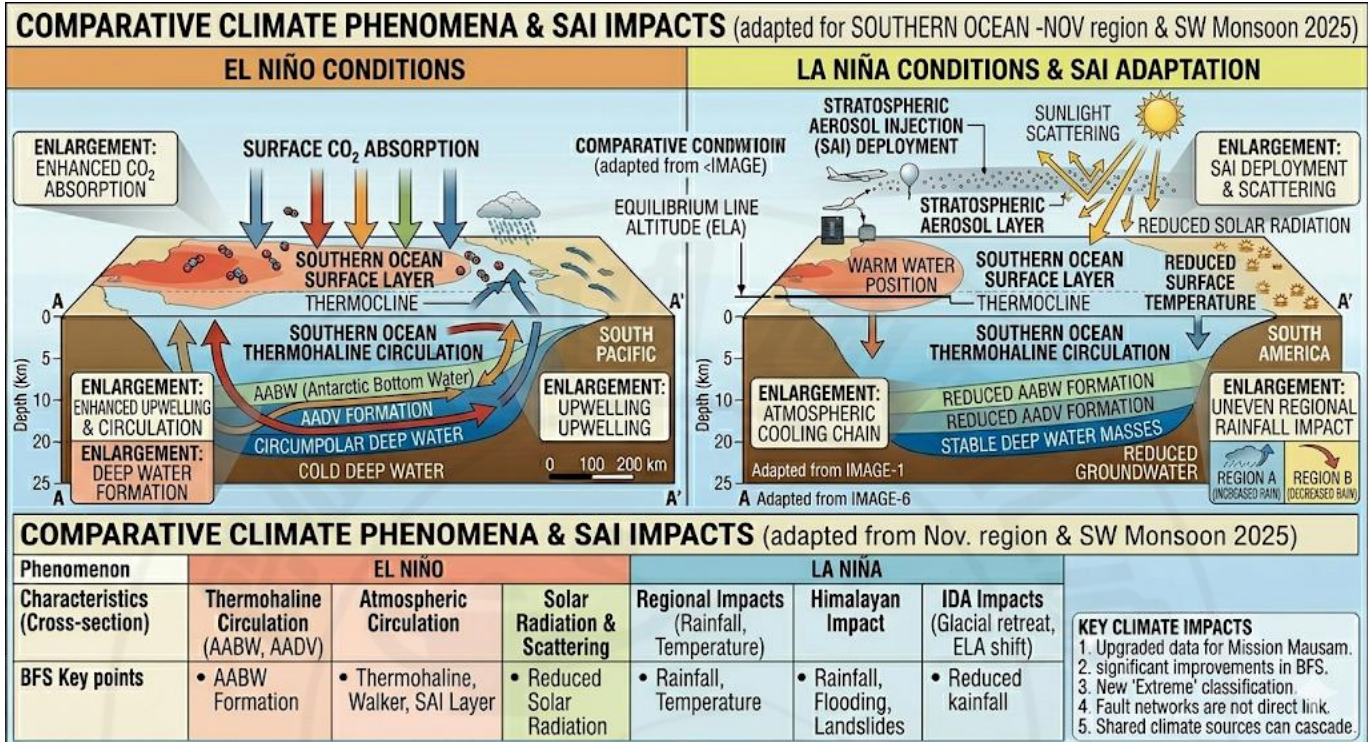 COMPARATIVE CLIMATE PHENOMENA & SAI IMPACTS (adapted for SOUTHERN OCEAN -NOV region & SW Monsoon 2025)
EL NIÑO CONDITIONS
ENLARGEMENT:
ENHANCED CO₂
ABSORPTION
SURFACE CO₂ ABSORPTION
SOUTHERN OCEAN
SURFACE LAYER
THERMOCLINE
A
A'
0
5
10
20
25
Depth (km)
SOUTHERN OCEAN
THERMOHALINE CIRCULATION
SOUTH
PACIFIC
AABW (Antarctic Bottom Water)
AADV FORMATION
CIRCUMPOLAR DEEP WATER
COLD DEEP WATER
ENLARGEMENT:
ENHANCED UPWELLING
& CIRCULATION
ENLARGEMENT:
DEEP WATER
FORMATION
ENLARGEMENT:
UPWELLING
UPWELLING
0 100 200 km
A
A'
COMPARATIVE CONDWITION
(adapted from <IMAGE)
EQUILIBRIUM LINE
ALTITUDE (ELA)
LA NIÑA CONDITIONS & SAI ADAPTATION
STRATOSPHERIC
AEROSOL INJECTION
(SAI) DEPLOYMENT
SUNLIGHT
SCATTERING
ENLARGEMENT:
SAI DEPLOYMENT
& SCATTERING
STRATOSPHERIC
AEROSOL LAYER
REDUCED SOLAR RADIATION
WARM WATER
POSITION
SOUTHERN OCEAN
SURFACE LAYER
REDUCED
SURFACE
TEMPERATURE
THERMOCLINE
A
A'
0
5
10
20
25
Depth (km)
SOUTHERN OCEAN
THERMOHALINE CIRCULATION
SOUTH
AMERICA
ENLARGEMENT:
ATMOSPHERIC
COOLING CHAIN
REDUCED AABW FORMATION
REDUCED AADV FORMATION
STABLE DEEP WATER MASSES
REDUCED
GROUNDWATER
ENLARGEMENT:
UNEVEN REGIONAL
RAINFALL IMPACT
REGION A
REGION B
Adapted from IMAGE-1
A Adapted from IMAGE-6
A'
COMPARATIVE CLIMATE PHENOMENA & SAI IMPACTS (adapted from Nov. region & SW Monsoon 2025)
Phenomenon
EL NIÑO
LA NIÑA
Characteristics
(Cross-section)
Thermohaline
Circulation
(AABW, AADV)
Atmospheric
Circulation
Solar
Radiation &
Scattering
Regional Impacts
(Rainfall,
Temperature)
Himalayan
Impact
IDA Impacts
(Glacial retreat,
ELA shift)
BFS Key points
• AABW
Formation
• Thermohaline,
Walker, SAI Layer
• Reduced
Solar
Radiation
• Rainfall,
Temperature
• Rainfall,
Flooding,
Landslides
• Reduced
rainfall
KEY CLIMATE IMPACTS
1. Upgraded data for Mission Mausam.
2. significant improvements in BFS.
3. New 'Extreme' classification.
4. Fault networks are not direct link.
5. Shared climate sources can cascade.